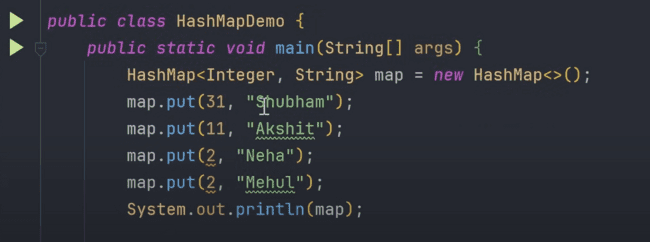 public class HashMapDemo {
public static void main(String[] args) {
HashMap<Integer, String> map = new HashMap<>();
map.put(31, "Shubham");
map.put(11, "Akshit");
map.put(2, "Neha");
map.put(2, "Mehul");
System.out.println(map);